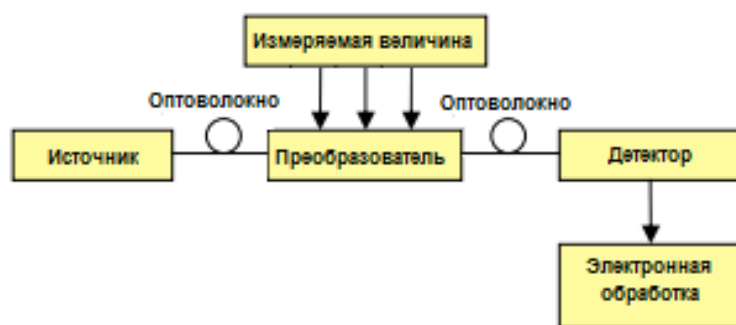 Измеряемая величина
Оптоволокно
Оптоволокно
Источник
Преобразователь
Детектор
Электронная
обработка